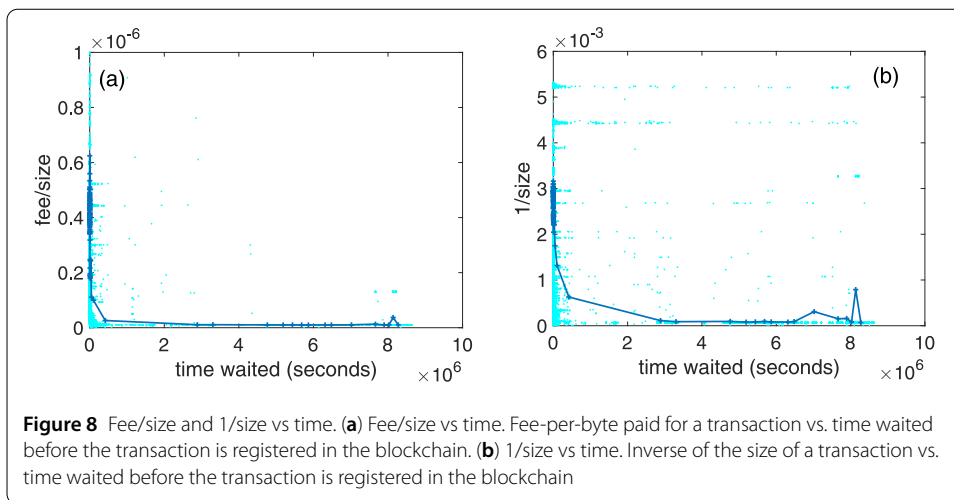 ×10⁻⁶
1
0.8
0.6
0.4
0.2
0
fee/size
(a)
0 2 4 6 8 10
time waited (seconds)
×10⁶
×10⁻³
6
5
4
3
2
1
0
1/size
(b)
0 2 4 6 8 10
time waited (seconds)
×10⁶
Figure 8 Fee/size and 1/size vs time. (a) Fee/size vs time. Fee-per-byte paid for a transaction vs. time waited
before the transaction is registered in the blockchain. (b) 1/size vs time. Inverse of the size of a transaction vs.
time waited before the transaction is registered in the blockchain